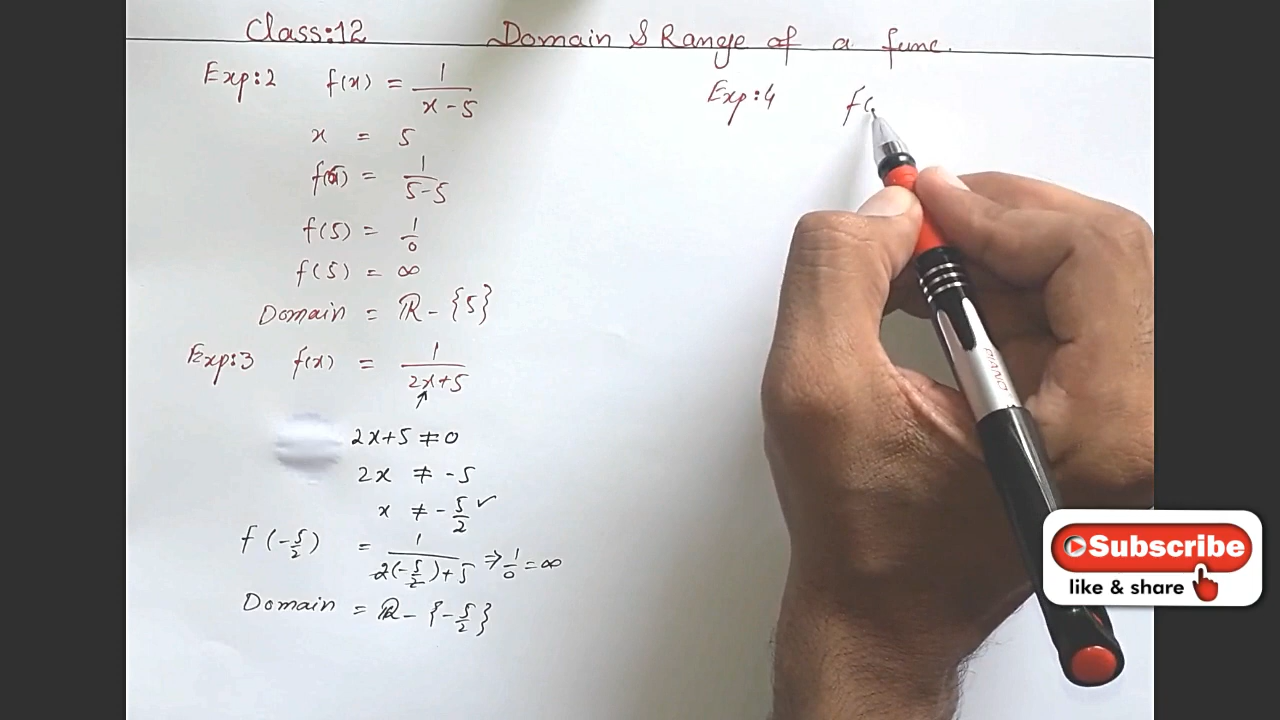 Class:12 Domain & Range of a func.
Exp:2 f(x) = 1/(x - 5)
x = 5
f(5) = 1/(5 - 5)
f(5) = 1/0
f(5) = ∞
Domain = R - {5}
Exp:3 f(x) = 1/(2x+5)
↑
2x+5 ≠ 0
2x ≠ -5
x ≠ -5/2 ✓
f(-5/2) = 1/(2(-5/2)+5) ⇒ 1/0 = ∞
Domain = R - {-5/2}
Exp:4 f(
PIANO
Subscribe
like & share